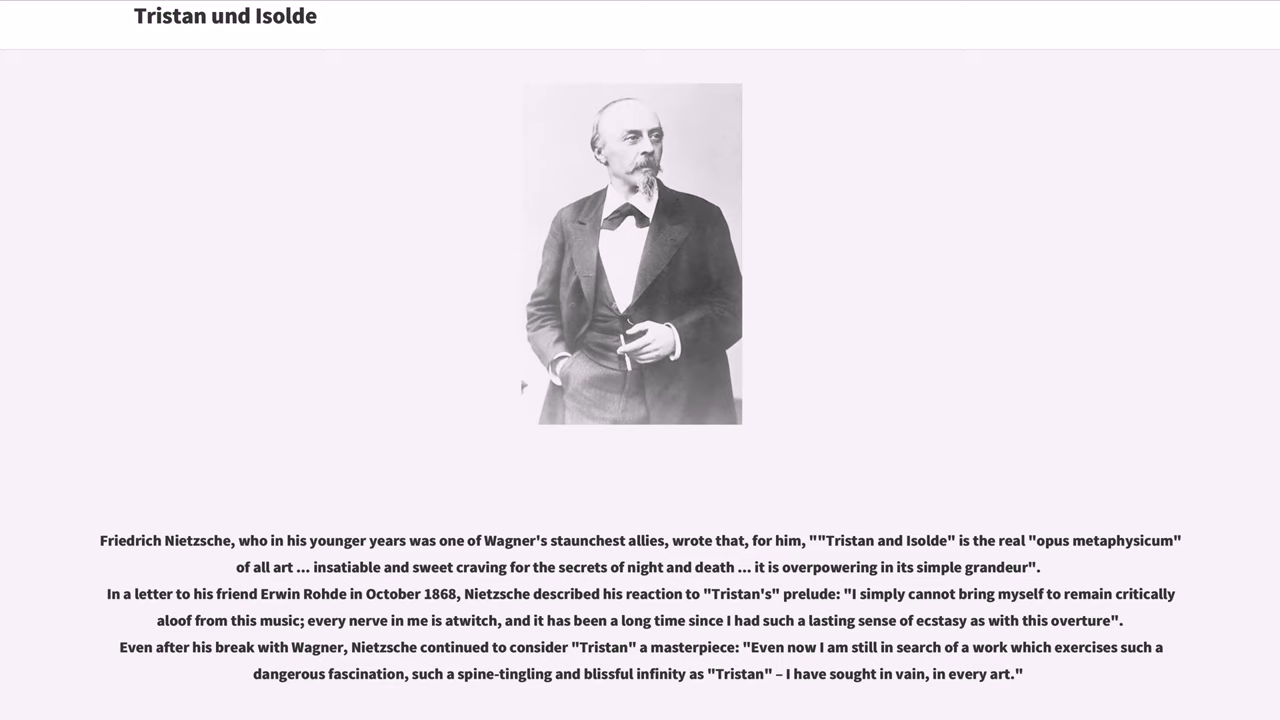 Tristan und Isolde
Friedrich Nietzsche, who in his younger years was one of Wagner's staunchest allies, wrote that, for him, ""Tristan and Isolde" is the real "opus metaphysicum"
of all art ... insatiable and sweet craving for the secrets of night and death ... it is overpowering in its simple grandeur".
In a letter to his friend Erwin Rohde in October 1868, Nietzsche described his reaction to "Tristan's" prelude: "I simply cannot bring myself to remain critically
aloof from this music; every nerve in me is atwitch, and it has been a long time since I had such a lasting sense of ecstasy as with this overture".
Even after his break with Wagner, Nietzsche continued to consider "Tristan" a masterpiece: "Even now I am still in search of a work which exercises such a
dangerous fascination, such a spine-tingling and blissful infinity as "Tristan" – I have sought in vain, in every art."